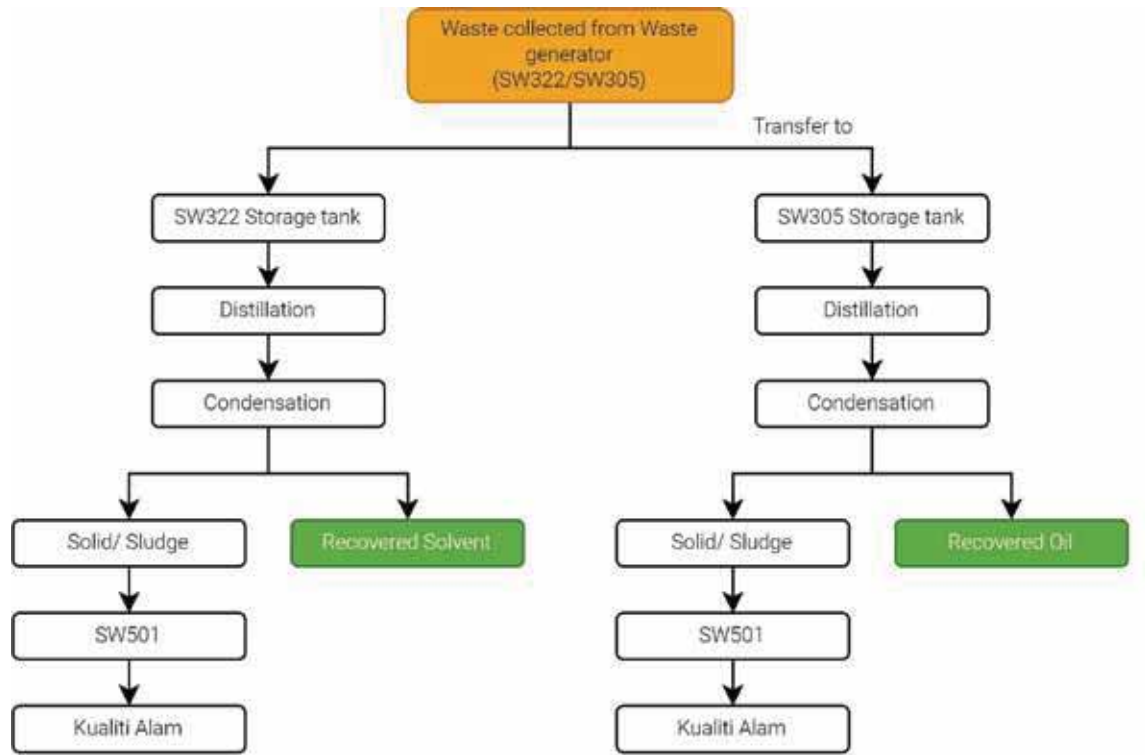 Waste collected from Waste
generator
(SW322/SW305)
Transfer to
SW322 Storage tank
SW305 Storage tank
Distillation
Distillation
Condensation
Condensation
Solid/ Sludge
Recovered Solvent
Solid/ Sludge
Recovered Oil
SW501
SW501
Kualiti Alam
Kualiti Alam